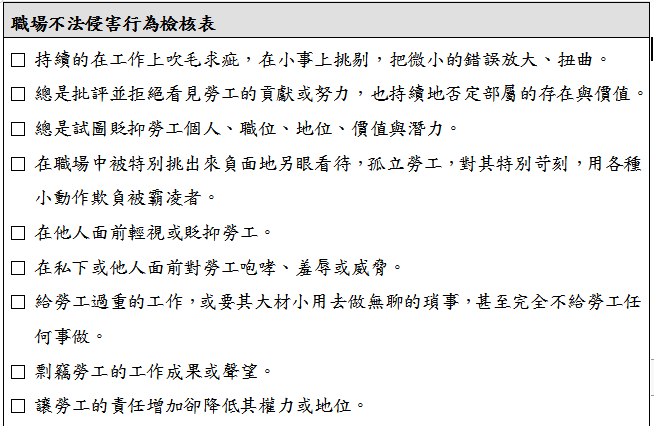 職場不法侵害行為檢核表
□ 持續的在工作上吹毛求疵，在小事上挑剔，把微小的錯誤放大、扭曲。
□ 總是批評並拒絕看見勞工的貢獻或努力，也持續地否定部屬的存在與價值。
□ 總是試圖貶抑勞工個人、職位、地位、價值與潛力。
□ 在職場中被特別挑出來負面地另眼看待，孤立勞工，對其特別苛刻，用各種
小動作欺負被霸凌者。
□ 在他人面前輕視或貶抑勞工。
□ 在私下或他人面前對勞工咆哮、羞辱或威脅。
□ 給勞工過重的工作，或要其大材小用去做無聊的瑣事，甚至完全不給勞工任
何事做。
□ 剽竊勞工的工作成果或聲望。
□ 讓勞工的責任增加卻降低其權力或地位。